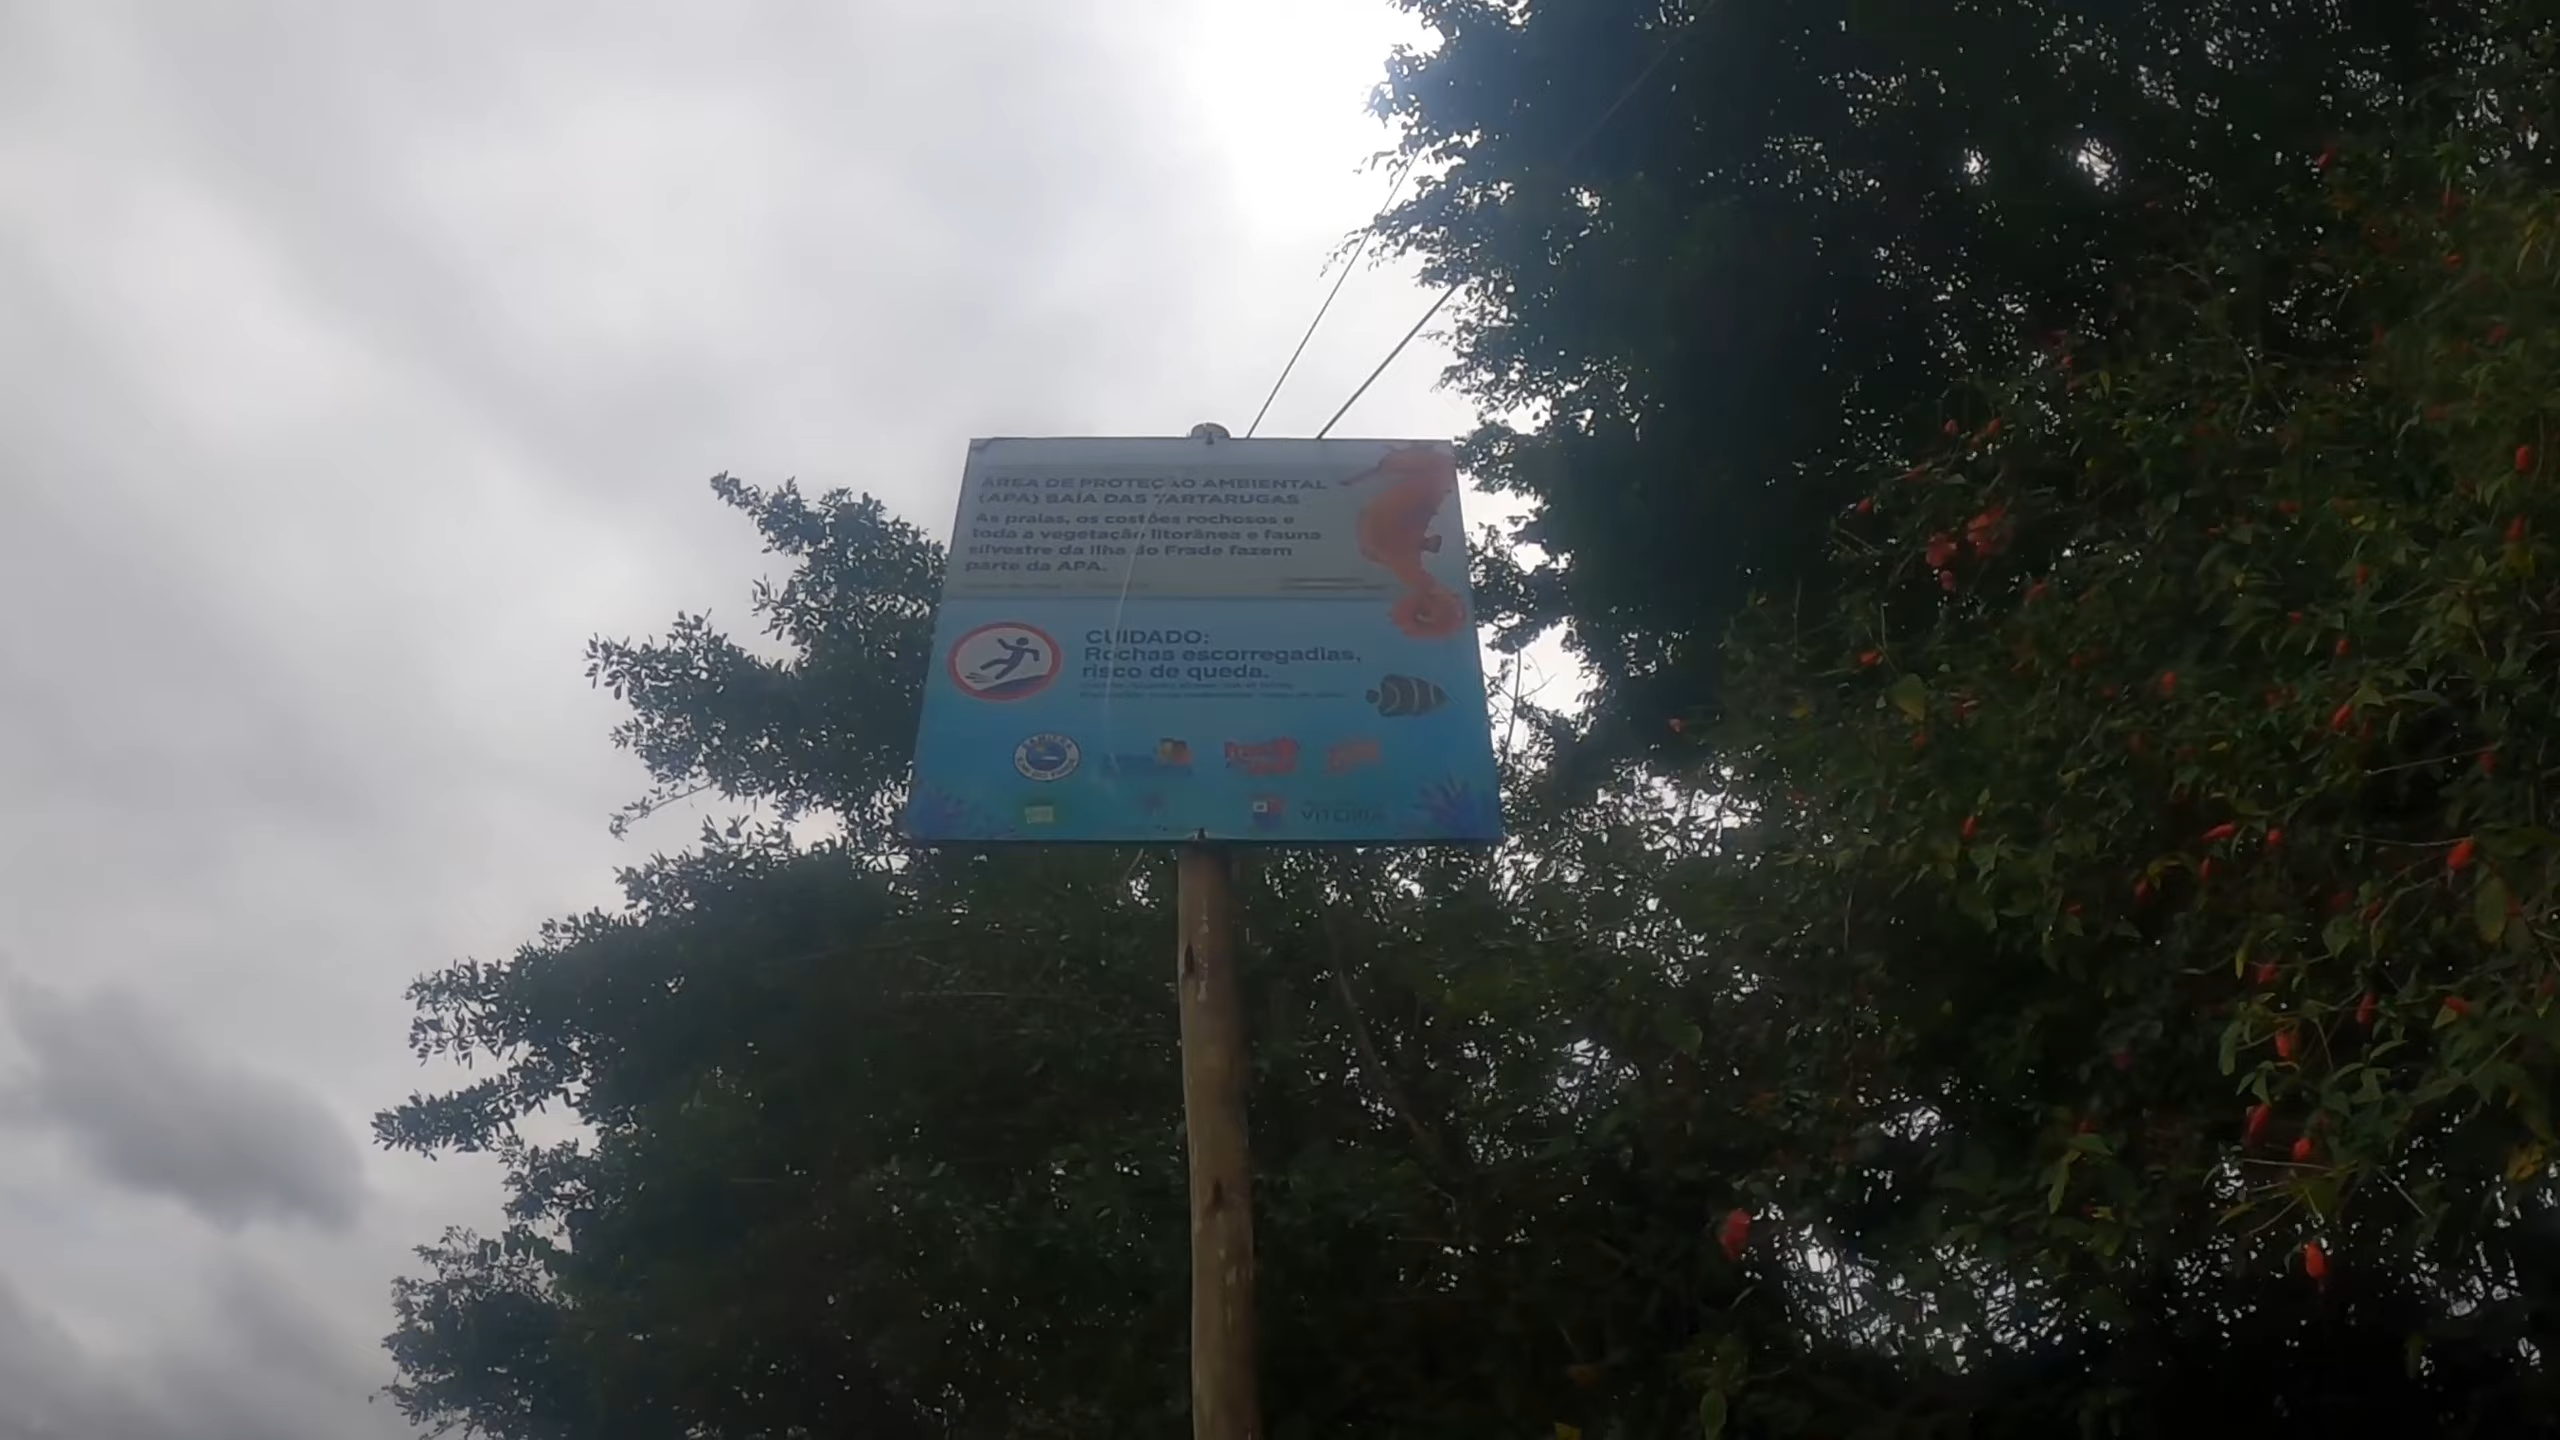 ÁREA DE PROTEÇÃO AMBIENTAL
(APA) BAÍA DAS TARTARUGAS
As praias, os costões rochosos e
toda a vegetação litorânea e fauna
silvestre da Ilha do Frade fazem
parte da APA.
CUIDADO:
Rochas escorregadias,
risco de queda.
VITÓRIA